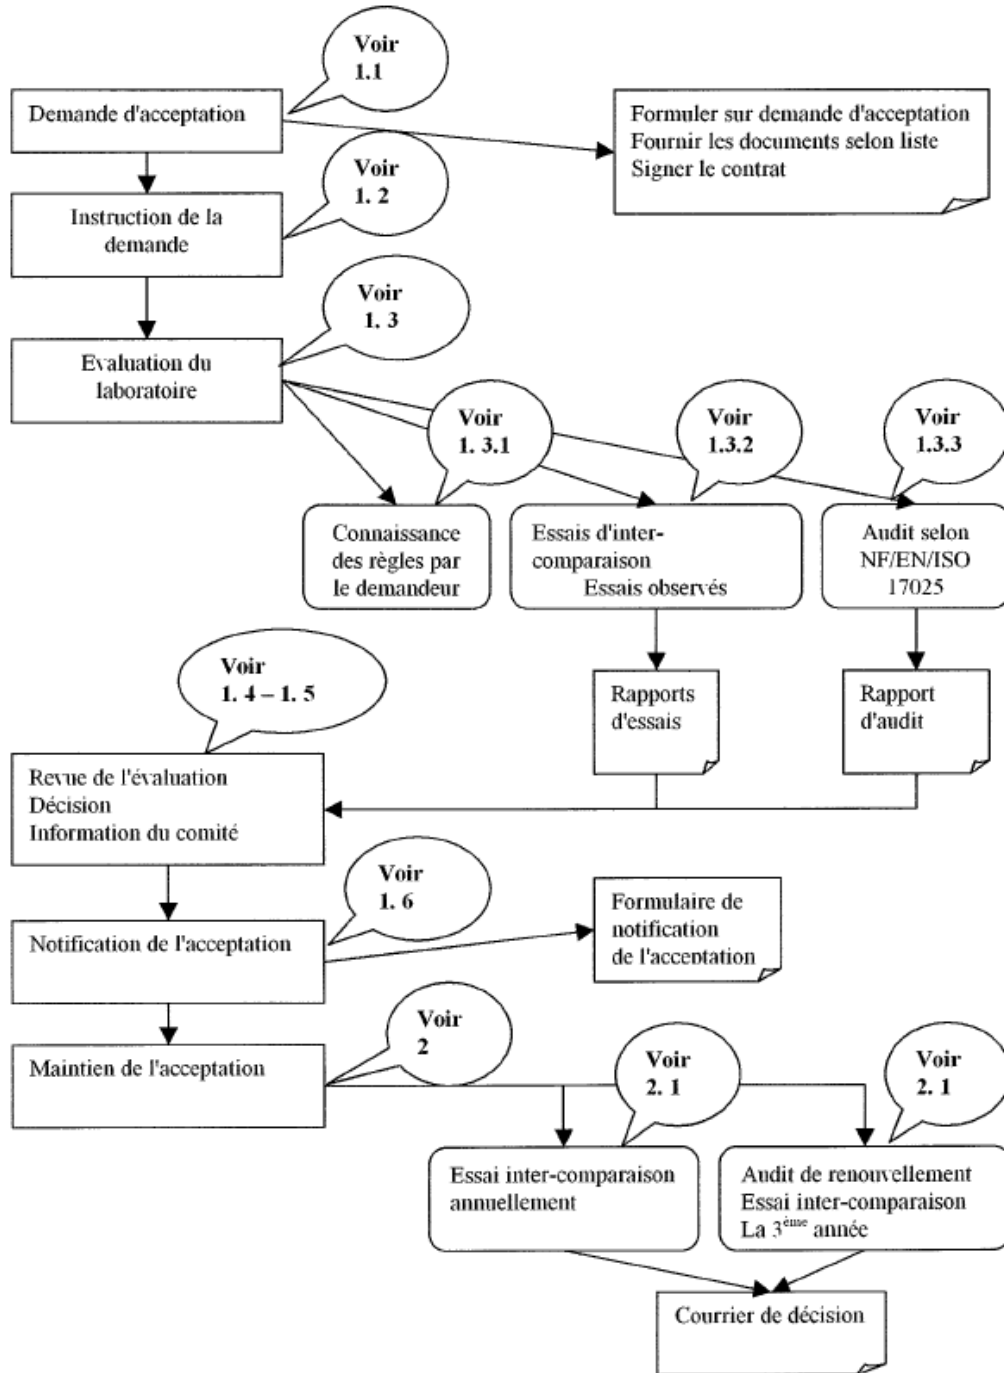 Voir
1.1
Demande d'acceptation
Formuler sur demande d'acceptation
Fournir les documents selon liste
Signer le contrat
Voir
1. 2
Instruction de la
demande
Voir
1. 3
Evaluation du
laboratoire
Voir
1. 3.1
Voir
1.3.2
Voir
1.3.3
Connaissance
des règles par
le demandeur
Essais d'inter-
comparaison
Essais observés
Audit selon
NF/EN/ISO
17025
Voir
1. 4 – 1. 5
Rapports
d'essais
Rapport
d'audit
Revue de l'évaluation
Décision
Information du comité
Voir
1. 6
Notification de l'acceptation
Formulaire de
notification
de l'acceptation
Voir
2
Maintien de l'acceptation
Voir
2. 1
Voir
2. 1
Essai inter-comparaison
annuellement
Audit de renouvellement
Essai inter-comparaison
La 3ème année
Courrier de décision